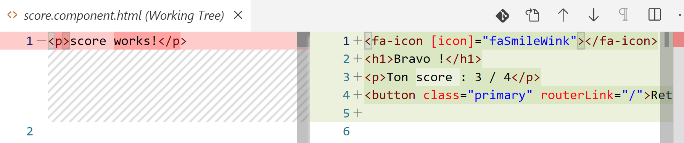 score.component.html (Working Tree)
1 — <p>score works!</p>
2
1 + <fa-icon [icon]="faSmileWink"></fa-icon>
2 + <h1>Bravo !</h1>
3 + <p>Ton score : 3 / 4</p>
4 + <button class="primary" routerLink="/">Ret
5 +
6